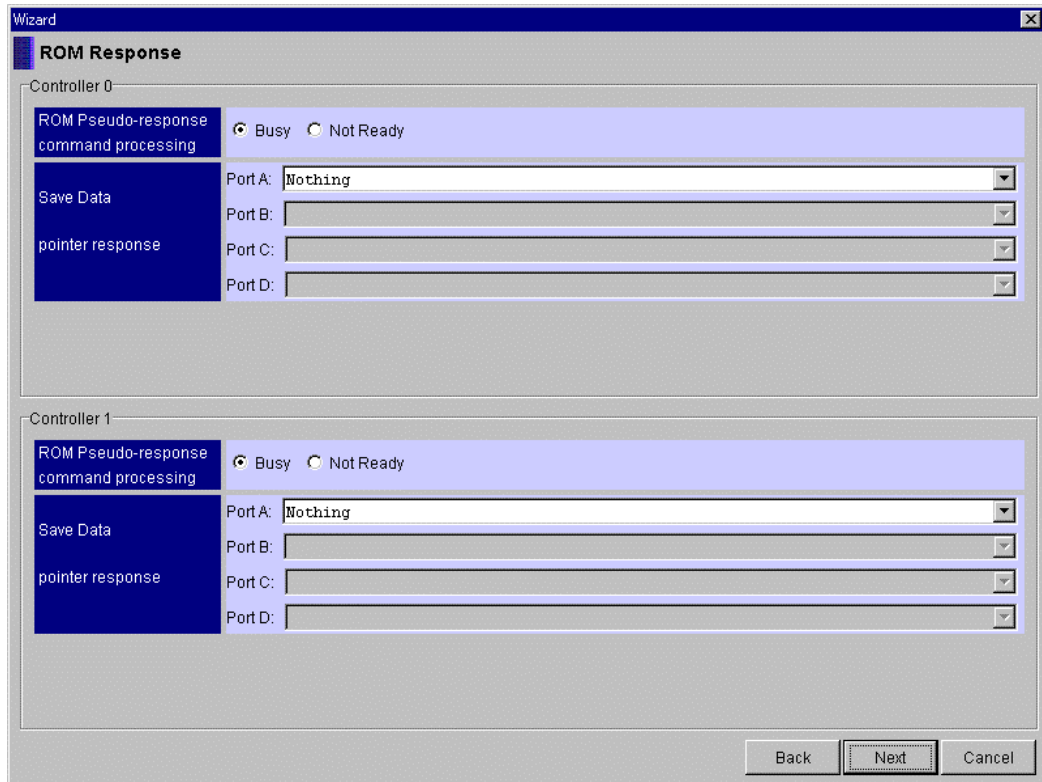 Wizard
ROM Response
Controller 0
ROM Pseudo-response
command processing
Busy Not Ready
Save Data
pointer response
Port A: Nothing
Port B:
Port C:
Port D:
Controller 1
ROM Pseudo-response
command processing
Busy Not Ready
Save Data
pointer response
Port A: Nothing
Port B:
Port C:
Port D:
Back Next Cancel